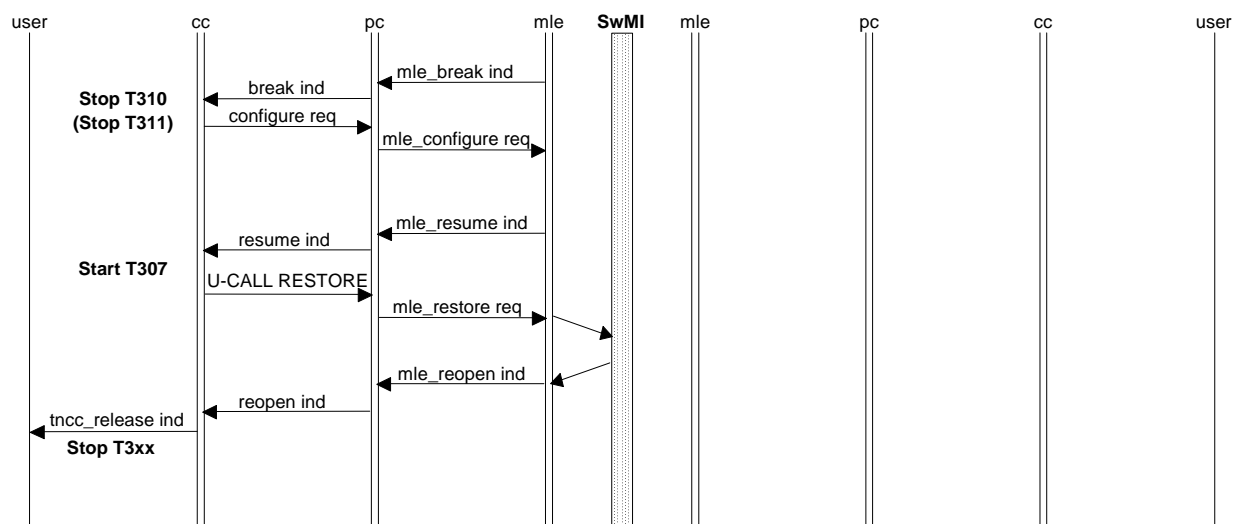 user cc pc mle SwMI mle pc cc user
mle_break ind
break ind
Stop T310
(Stop T311)
configure req
mle_configure req
mle_resume ind
resume ind
Start T307
U-CALL RESTORE
mle_restore req
mle_reopen ind
reopen ind
tncc_release ind
Stop T3xx